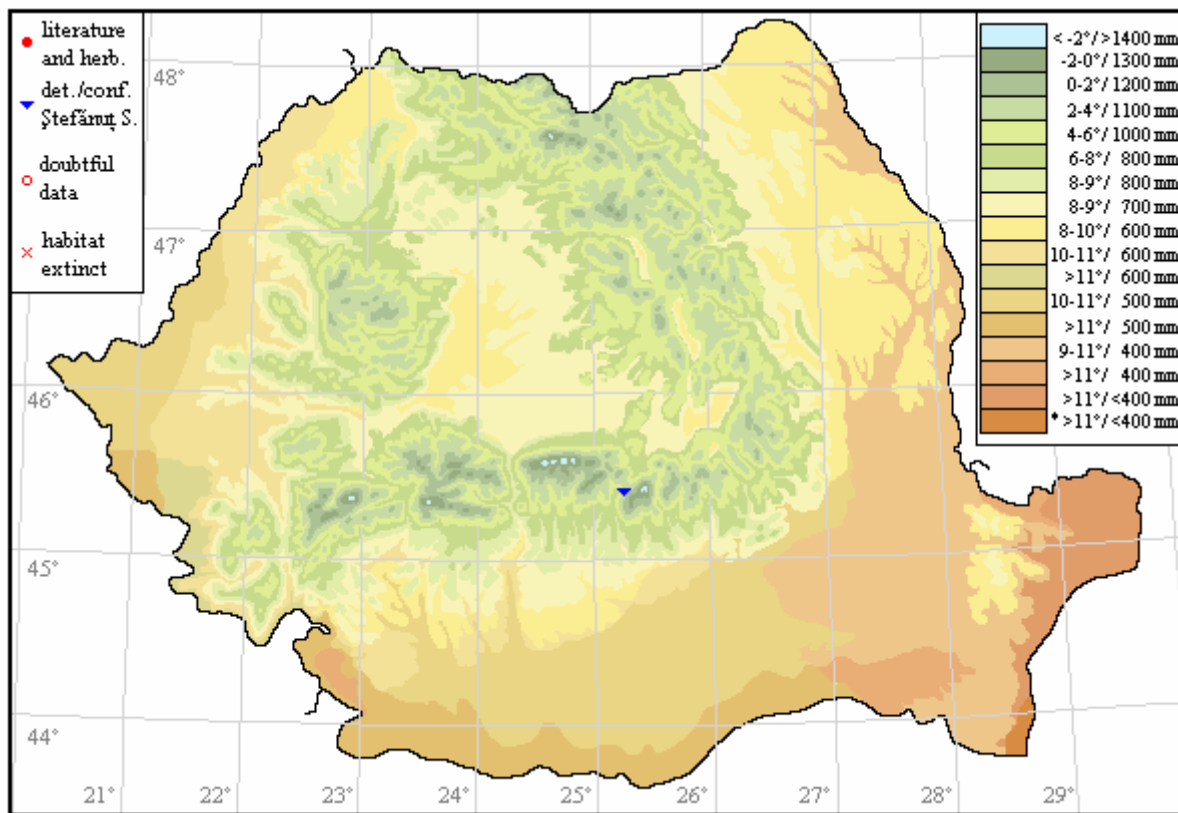 literature
and herb.
det./conf.
Ştefănuţ S.
doubtful
data
habitat
extinct
< -2°/>1400 mm
-2-0°/1300 mm
0-2°/1200 mm
2-4°/1100 mm
4-6°/1000 mm
6-8°/ 800 mm
8-9°/ 800 mm
8-9°/ 700 mm
8-10°/ 600 mm
10-11°/ 600 mm
>11°/ 600 mm
10-11°/ 500 mm
>11°/ 500 mm
9-11°/ 400 mm
>11°/ 400 mm
>11°/<400 mm
* >11°/<400 mm
48°
47°
46°
45°
44°
21° 22° 23° 24° 25° 26° 27° 28° 29°